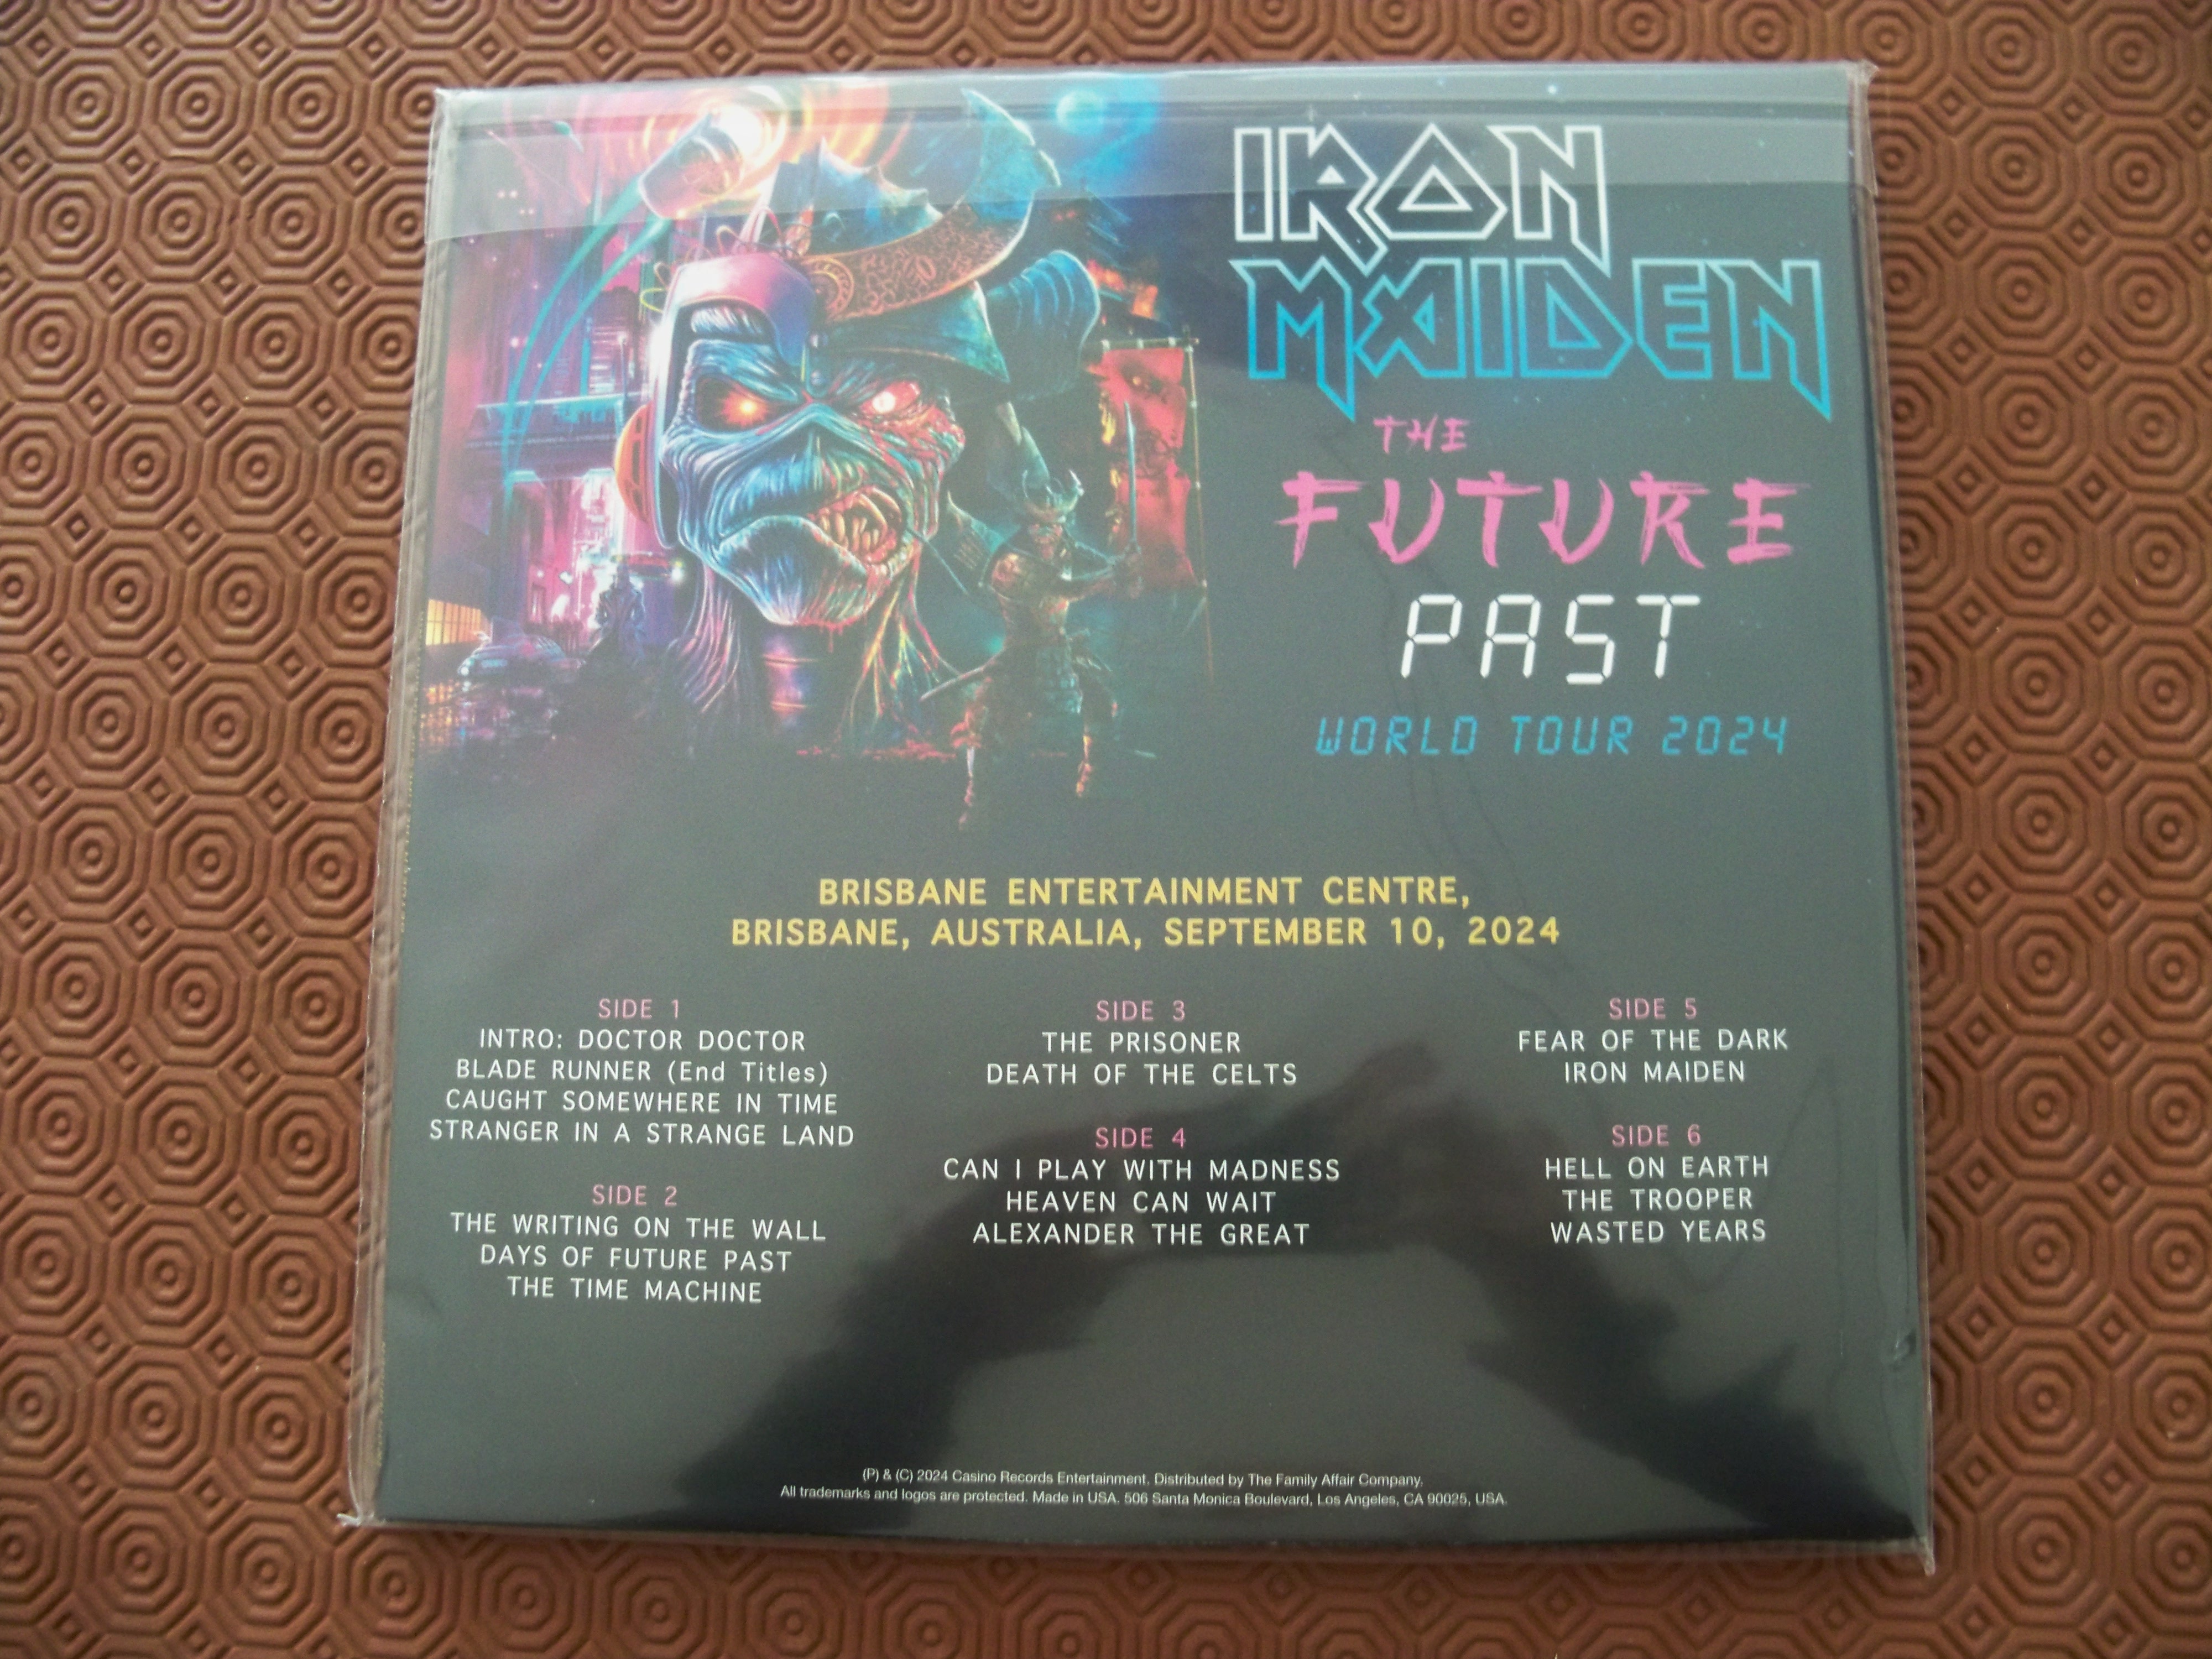 IRON
MAIDEN
THE
FUTURE
PAST
WORLD TOUR 2024
BRISBANE ENTERTAINMENT CENTRE,
BRISBANE, AUSTRALIA, SEPTEMBER 10, 2024
SIDE 1
INTRO: DOCTOR DOCTOR
BLADE RUNNER (End Titles)
CAUGHT SOMEWHERE IN TIME
STRANGER IN A STRANGE LAND
SIDE 2
THE WRITING ON THE WALL
DAYS OF FUTURE PAST
THE TIME MACHINE
SIDE 3
THE PRISONER
DEATH OF THE CELTS
SIDE 4
CAN I PLAY WITH MADNESS
HEAVEN CAN WAIT
ALEXANDER THE GREAT
SIDE 5
FEAR OF THE DARK
IRON MAIDEN
SIDE 6
HELL ON EARTH
THE TROOPER
WASTED YEARS
(P) & (C) 2024 Casino Records Entertainment. Distributed by The Family Affair Company.
All trademarks and logos are protected. Made in USA. 506 Santa Monica Boulevard, Los Angeles, CA 90025, USA.